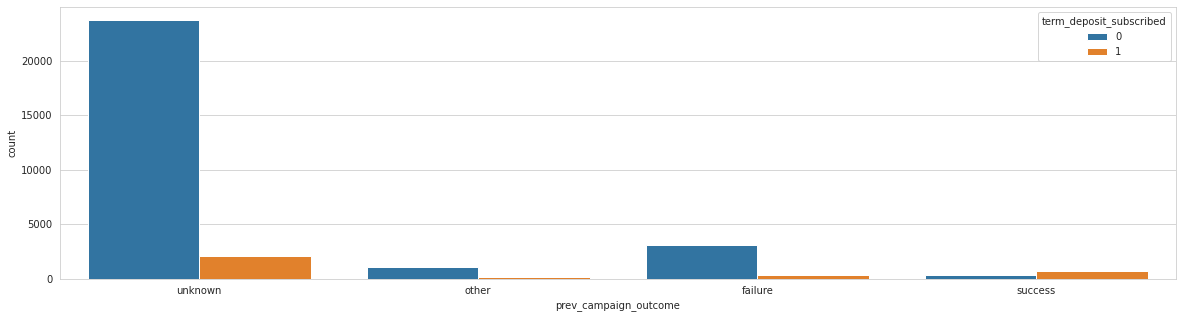 term_deposit_subscribed
0
1
20000
15000
10000
5000
0
count
unknown other failure success
prev_campaign_outcome